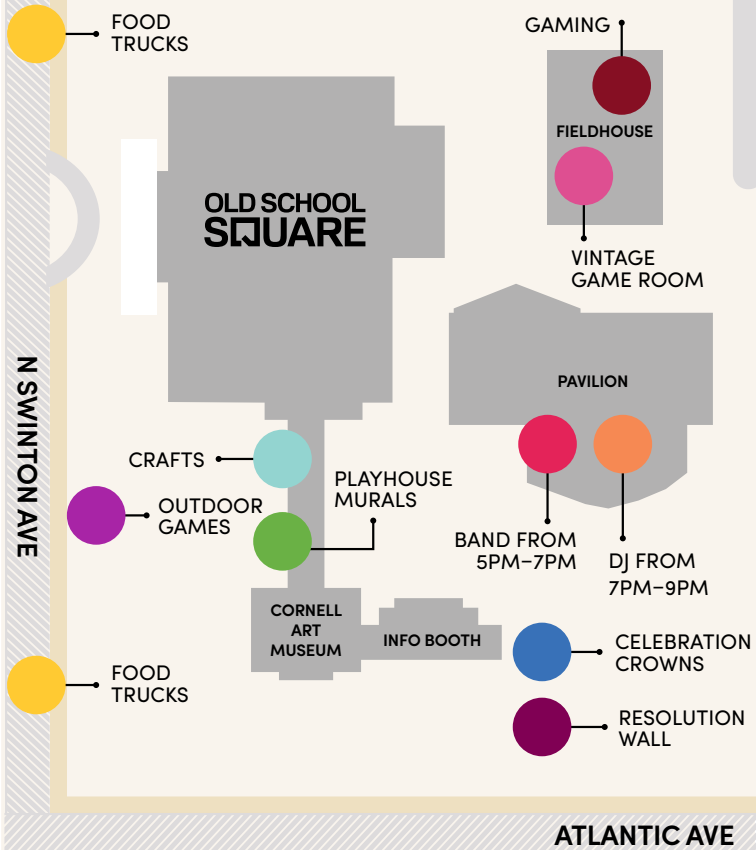 FOOD
TRUCKS
GAMING
FIELDHOUSE
OLD SCHOOL
SQUARE
VINTAGE
GAME ROOM
N SWINTON AVE
PAVILION
CRAFTS
PLAYHOUSE
MURALS
OUTDOOR
GAMES
BAND FROM
5PM–7PM
DJ FROM
7PM–9PM
CORNELL
ART
MUSEUM
INFO BOOTH
CELEBRATION
CROWNS
FOOD
TRUCKS
RESOLUTION
WALL
ATLANTIC AVE